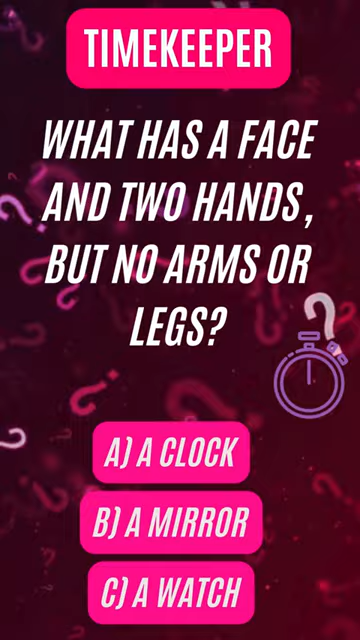 TIMEKEEPER
WHAT HAS A FACE
AND TWO HANDS,
BUT NO ARMS OR
LEGS?
A) A CLOCK
B) A MIRROR
C) A WATCH